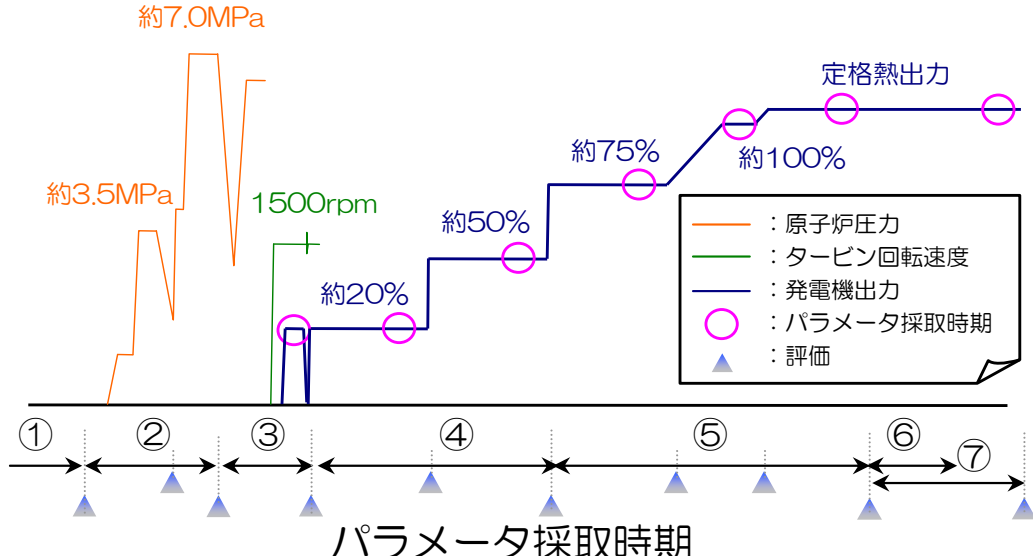 約7.0MPa
定格熱出力
約75%
約100%
約3.5MPa
1500rpm
約50%
：原子炉圧力
：タービン回転速度
約20%
：発電機出力
：パラメータ採取時期
：評価
① ② ③ ④ ⑤ ⑥
⑦
パラメータ採取時期